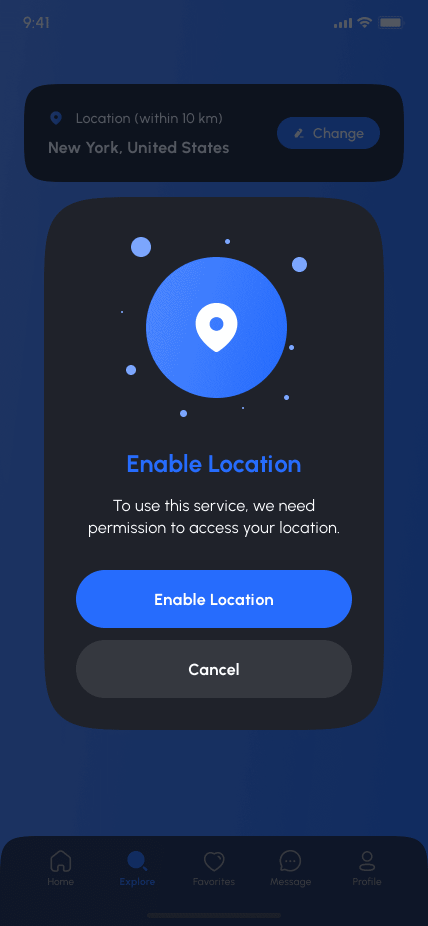 9:41
Location (within 10 km)
New York, United States
Change
Enable Location
To use this service, we need
permission to access your location.
Enable Location
Cancel
Home
Explore
Favorites
Message
Profile